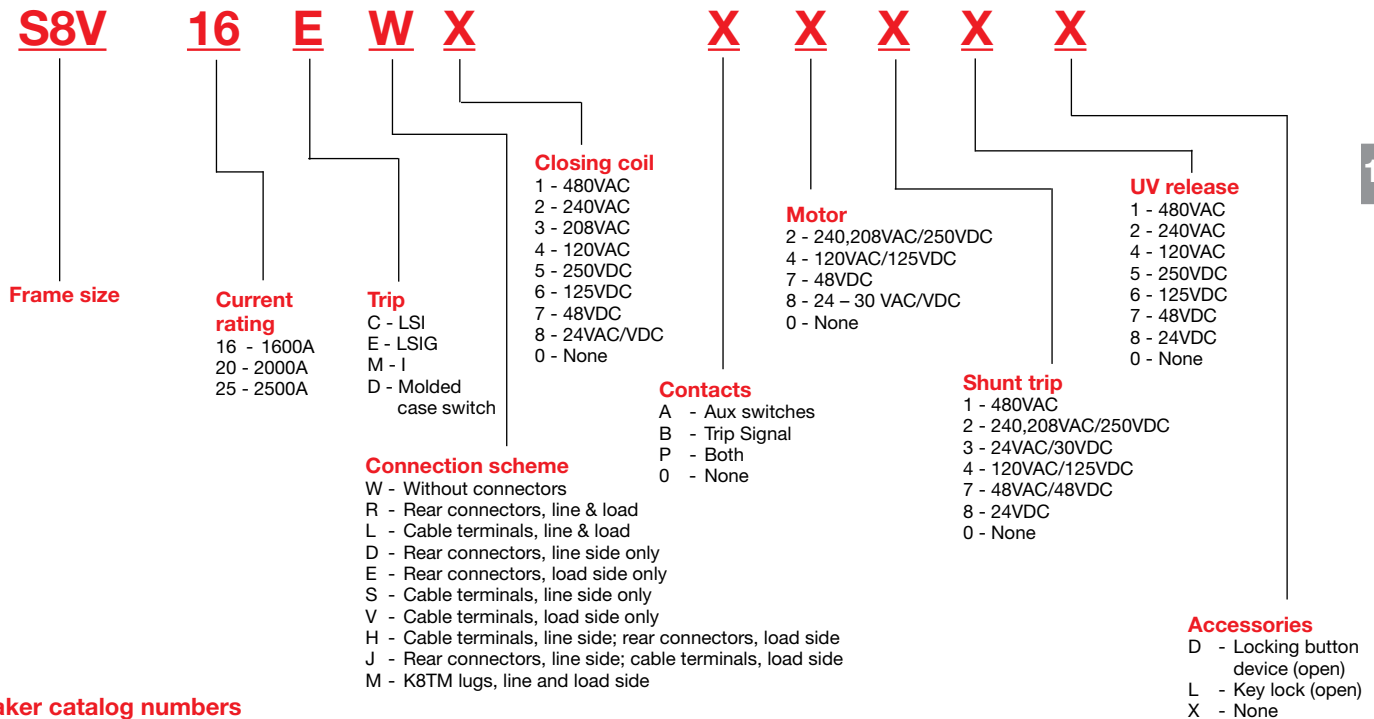 S8V 16 E W X X X X X X
Frame size
Current
rating
16 - 1600A
20 - 2000A
25 - 2500A
Trip
C - LSI
E - LSIG
M - I
D - Molded
case switch
Connection scheme
W - Without connectors
R - Rear connectors, line & load
L - Cable terminals, line & load
D - Rear connectors, line side only
E - Rear connectors, load side only
S - Cable terminals, line side only
V - Cable terminals, load side only
H - Cable terminals, line side; rear connectors, load side
J - Rear connectors, line side; cable terminals, load side
M - K8TM lugs, line and load side
Closing coil
1 - 480VAC
2 - 240VAC
3 - 208VAC
4 - 120VAC
5 - 250VDC
6 - 125VDC
7 - 48VDC
8 - 24VAC/VDC
0 - None
Contacts
A - Aux switches
B - Trip Signal
P - Both
0 - None
Motor
2 - 240,208VAC/250VDC
4 - 120VAC/125VDC
7 - 48VDC
8 - 24 – 30 VAC/VDC
0 - None
Shunt trip
1 - 480VAC
2 - 240,208VAC/250VDC
3 - 24VAC/30VDC
4 - 120VAC/125VDC
7 - 48VAC/48VDC
8 - 24VDC
0 - None
UV release
1 - 480VAC
2 - 240VAC
4 - 120VAC
5 - 250VDC
6 - 125VDC
7 - 48VDC
8 - 24VDC
0 - None
Accessories
D - Locking button
device (open)
L - Key lock (open)
X - None
1
aker catalog numbers